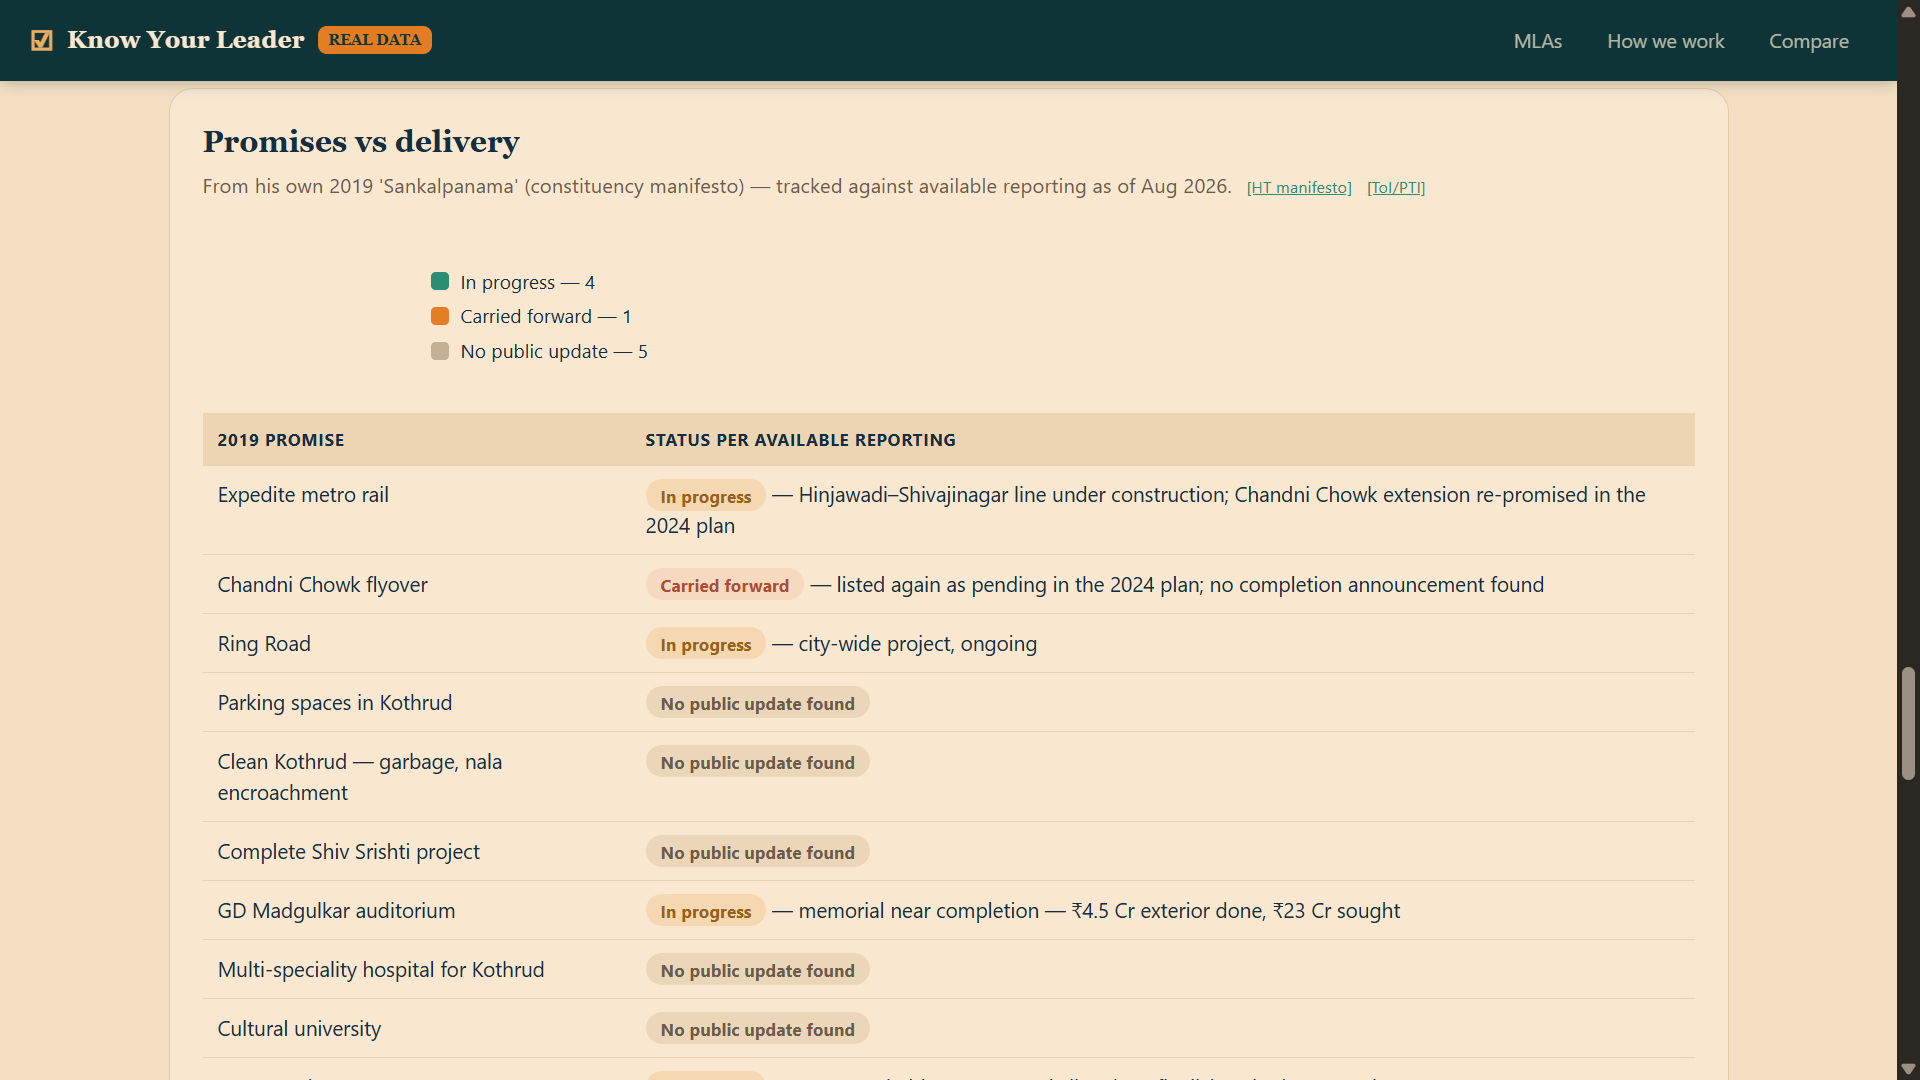 Know Your Leader REAL DATA MLAs How we work Compare
Promises vs delivery
From his own 2019 'Sankalpanama' (constituency manifesto) — tracked against available reporting as of Aug 2026. [HT manifesto] [ToI/PTI]
In progress — 4
Carried forward — 1
No public update — 5
2019 PROMISE STATUS PER AVAILABLE REPORTING
Expedite metro rail In progress — Hinjawadi–Shivajinagar line under construction; Chandni Chowk extension re-promised in the
2024 plan
Chandni Chowk flyover Carried forward — listed again as pending in the 2024 plan; no completion announcement found
Ring Road In progress — city-wide project, ongoing
Parking spaces in Kothrud No public update found
Clean Kothrud — garbage, nala No public update found
encroachment
Complete Shiv Srishti project No public update found
GD Madgulkar auditorium In progress — memorial near completion — ₹4.5 Cr exterior done, ₹23 Cr sought
Multi-speciality hospital for Kothrud No public update found
Cultural university No public update found